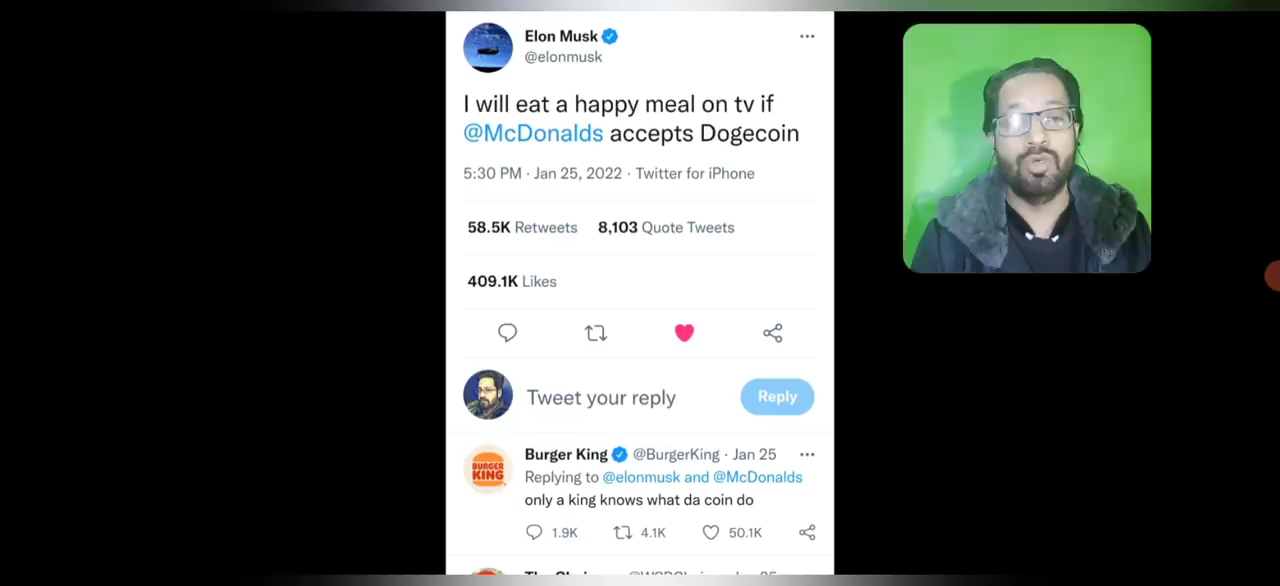 Elon Musk
@elonmusk
I will eat a happy meal on tv if
@McDonalds accepts Dogecoin
5:30 PM · Jan 25, 2022 · Twitter for iPhone
58.5K Retweets 8,103 Quote Tweets
409.1K Likes
Tweet your reply Reply
Burger King @BurgerKing · Jan 25
BURGER
KING
Replying to @elonmusk and @McDonalds
only a king knows what da coin do
1.9K 4.1K 50.1K